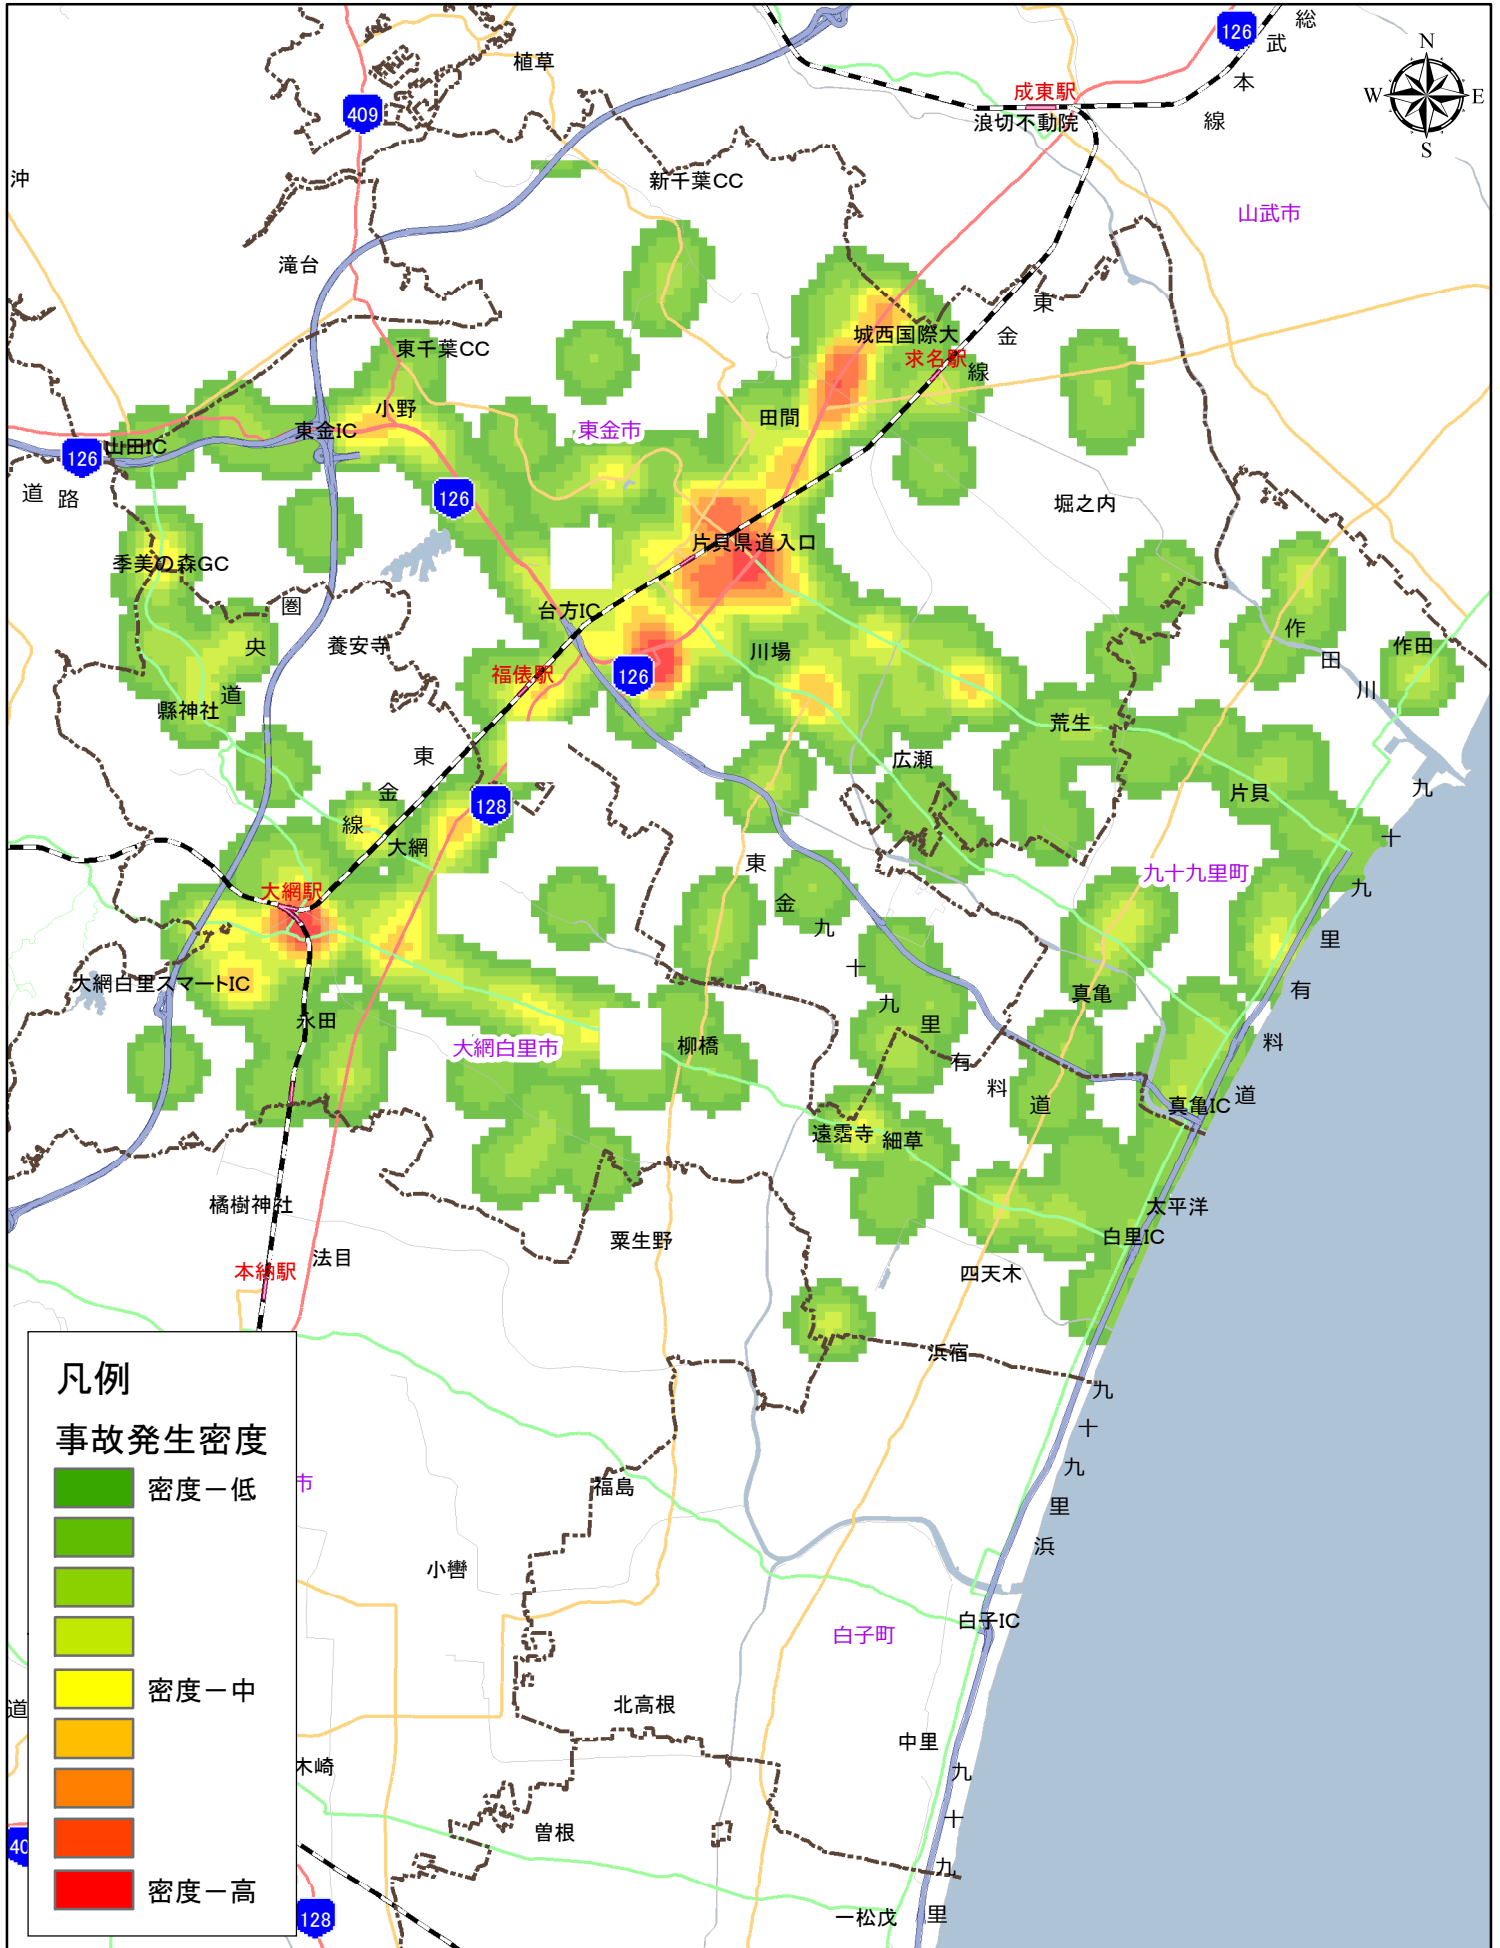 126
総
武
本
線
N
W
E
S
植草
409
成東駅
浪切不動院
沖
新千葉CC
山武市
滝台
東
金
線
城西国際大
求名駅
東千葉CC
小野
田間
東金市
東金IC
山田IC
126
道
路
126
堀之内
片貝県道入口
季美の森GC
圏
央
道
台方IC
養安寺
川場
作
田
川
作田
福俵駅
126
縣神社
荒生
東
金
線
広瀬
128
片貝
九
十
九
里
有
料
道
大網
東
金
九
十
九
里
有
料
道
九十九里町
大網駅
大網白里スマートIC
真亀
永田
大網白里市
柳橋
真亀IC
遠霑寺
細草
橘樹神社
太平洋
白里IC
粟生野
法目
本納駅
四天木
浜宿
九
十
九
里
浜
凡例
事故発生密度
密度－低
密度－中
密度－高
市
福島
小轡
白子IC
白子町
北高根
道
中里
木崎
九
十
九
里
曽根
40
128
一松戊